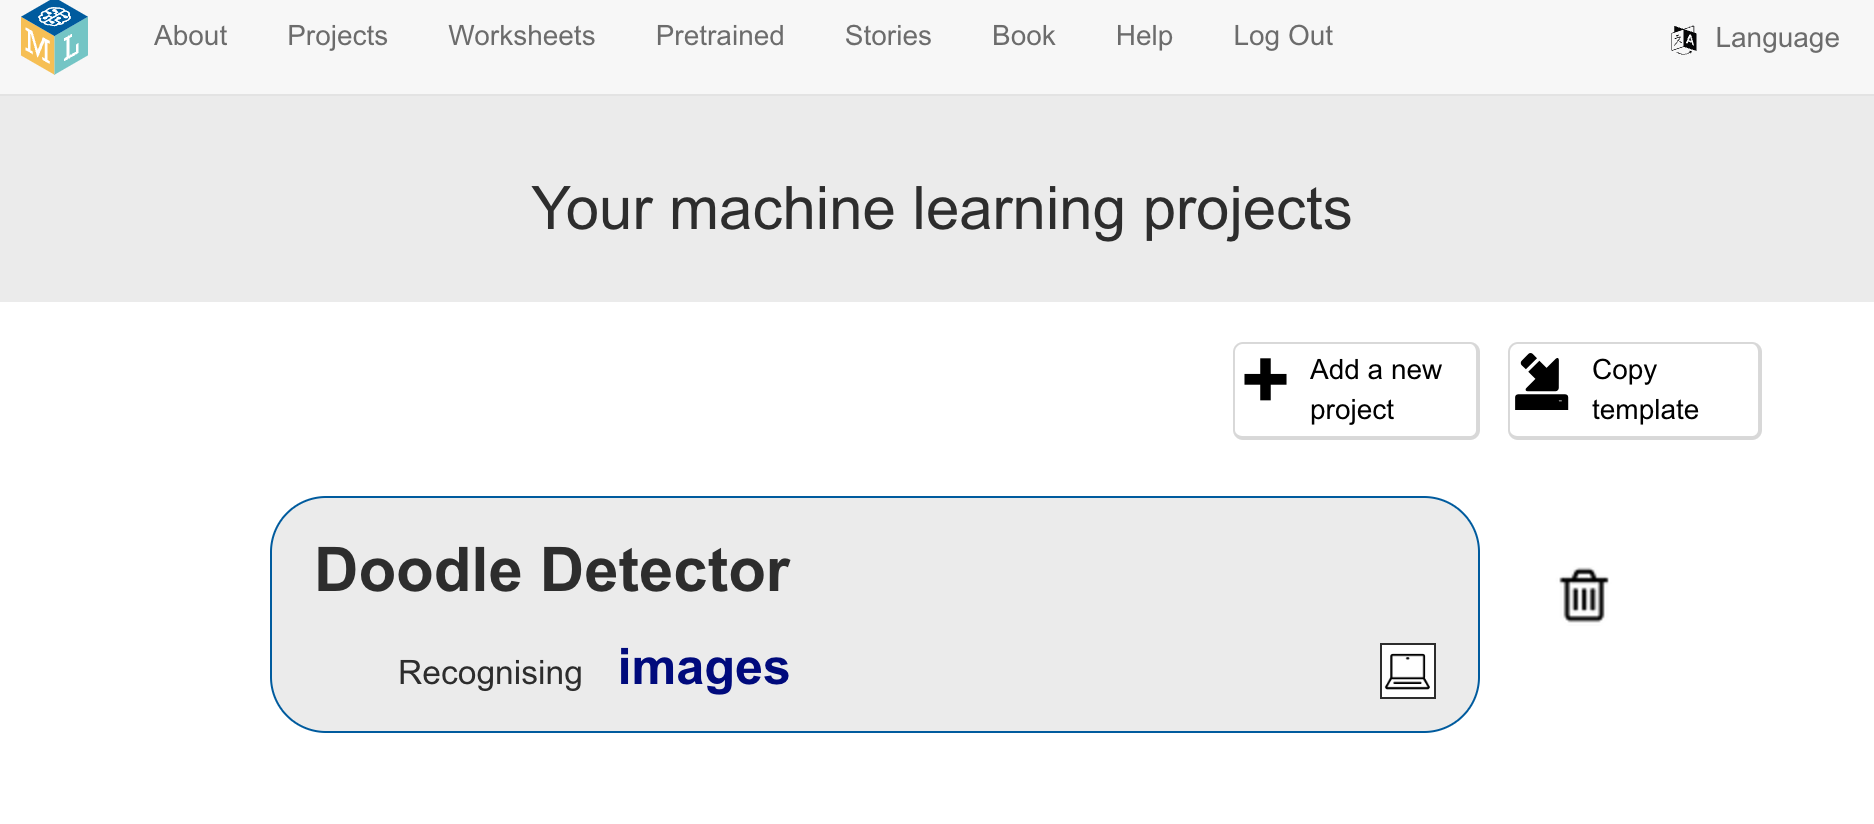 M L
About Projects Worksheets Pretrained Stories Book Help Log Out Language
Your machine learning projects
Add a new
project
Copy
template
Doodle Detector
Recognising images